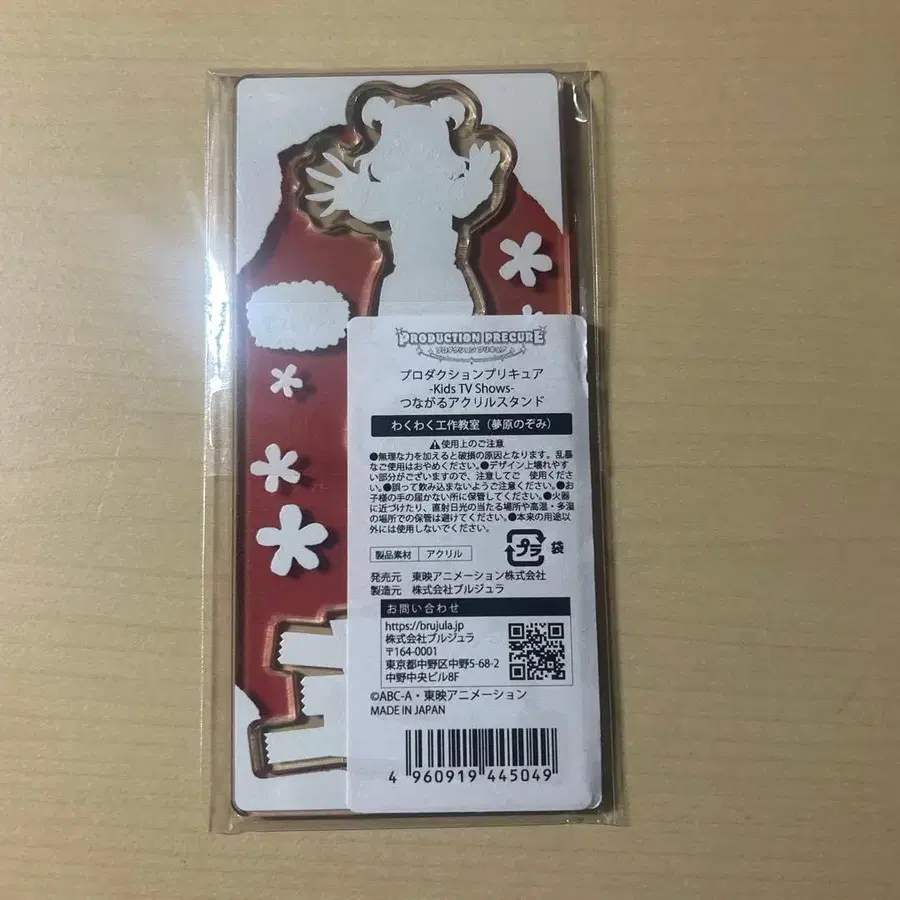 PRODUCTION PRECURE
プロダクション プリキュア
プロダクションプリキュア
-Kids TV Shows-
つながるアクリルスタンド
わくわく工作教室（夢原のぞみ）
⚠使用上のご注意
●無理な力を加えると破損の原因となります。乱暴
なご使用はおやめください。●デザイン上壊れやす
い部分がございますので、注意してご　使用くださ
い。●誤って飲み込まないようご注意ください。●お
子様の手の届かない所に保管してください。●火器
に近づけたり、直射日光の当たる場所や高温・多湿
の場所での保管は避けてください。●本来の用途以
外には使用しないでください。
製品素材 アクリル
プラ 袋
発売元　東映アニメーション株式会社
製造元　株式会社ブルジュラ
お問い合わせ
https://brujula.jp
株式会社ブルジュラ
〒164-0001
東京都中野区中野5-68-2
中野中央ビル8F
©ABC-A・東映アニメーション
MADE IN JAPAN
4 960919 445049